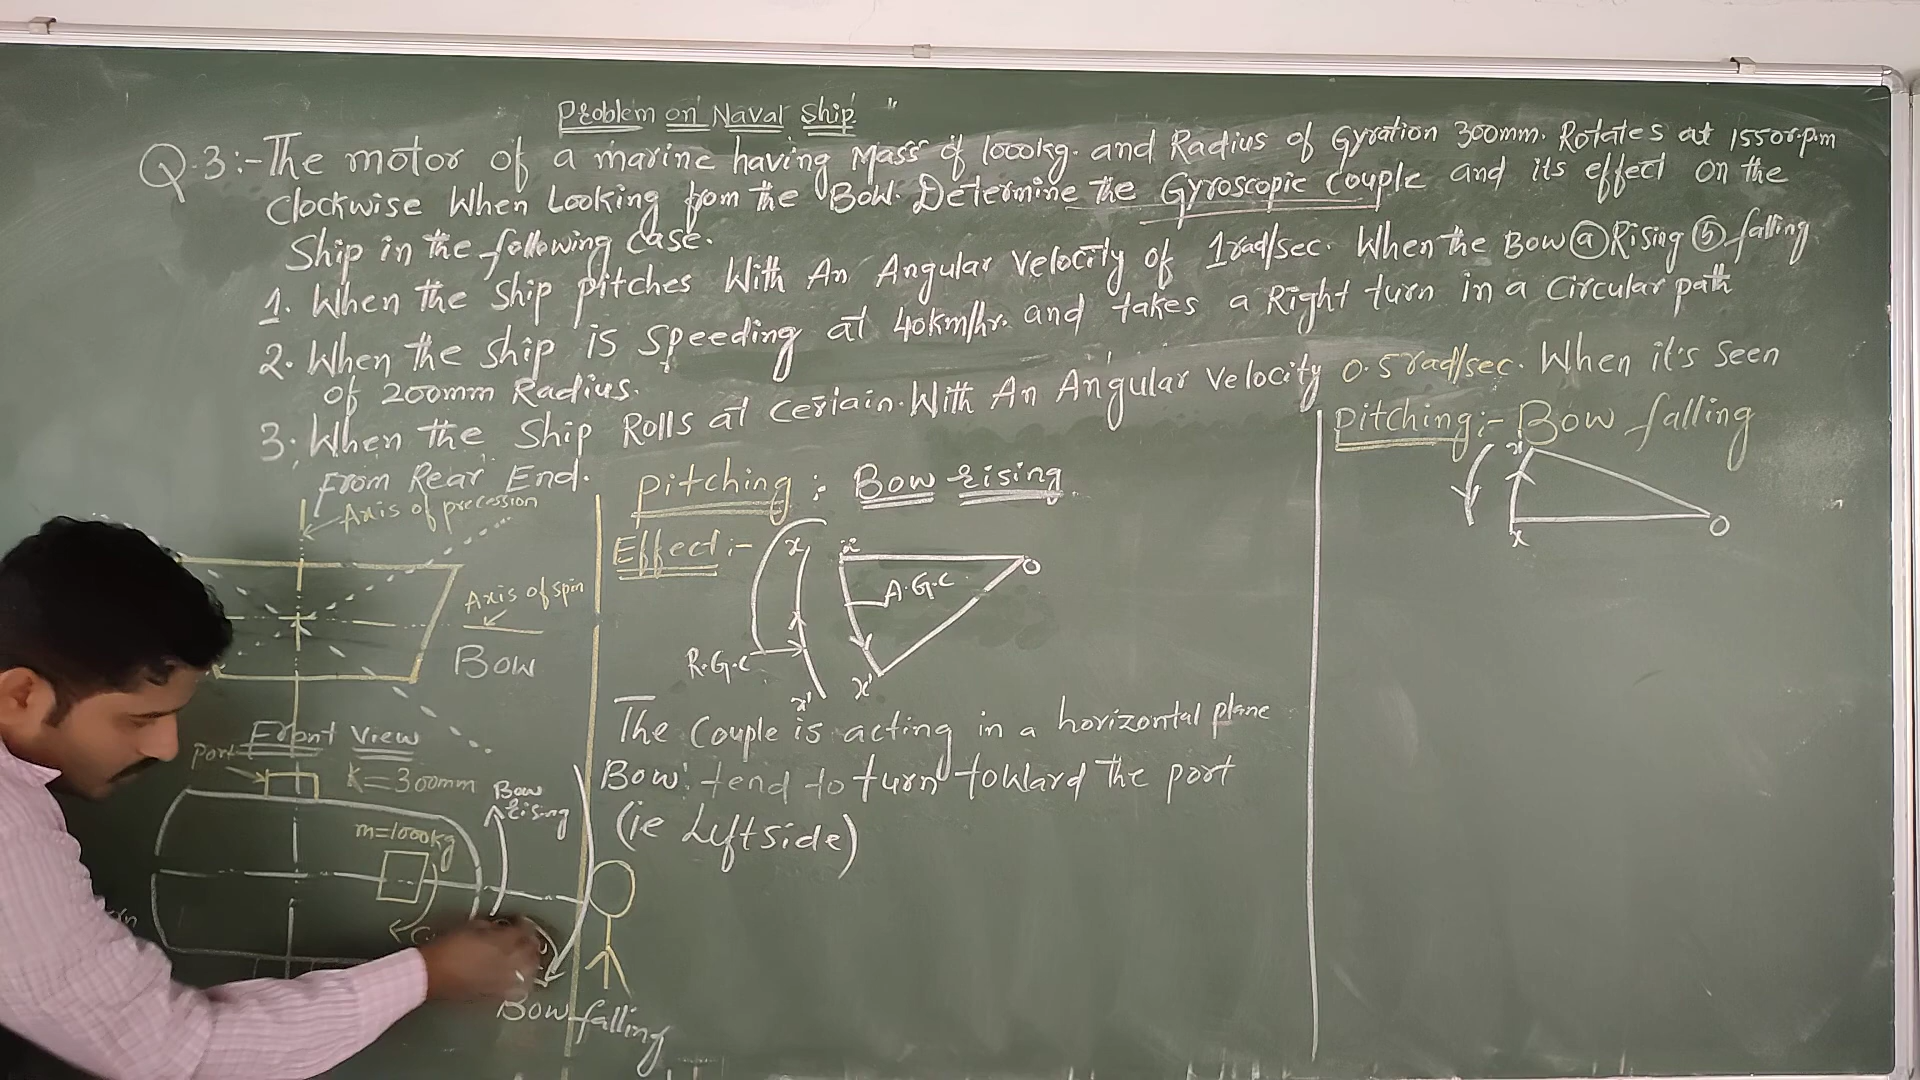 Problem on Naval Ship "
Q.3:- The motor of a marine having Mass of 1000kg. and Radius of Gyration 300mm. Rotates at 1550r.p.m
Clockwise When Looking from the Bow. Determine the Gyroscopic Couple and its effect on the
Ship in the following Case.
1. When the Ship pitches With An Angular Velocity of 1rad/sec. When the Bow ⓐ Rising ⓑ falling
2. When the Ship is Speeding at 40km/hr. and takes a Right turn in a Circular path
of 200mm Radius.
3. When the Ship Rolls at Certain. With An Angular Velocity 0.5rad/sec. When it's Seen
From Rear End.
Axis of precession
Axis of spin
Bow
Front View
Port
K=300mm
m=1000kg
Bow
rising
Bow falling
Pitching:- Bow rising
Effect:-
x
x
O
A.G.C
R.G.C
x'
x'
The Couple is acting in a horizontal plane
Bow: tend to turn toward the port
(ie Left side)
Pitching:- Bow falling
x'
x
O